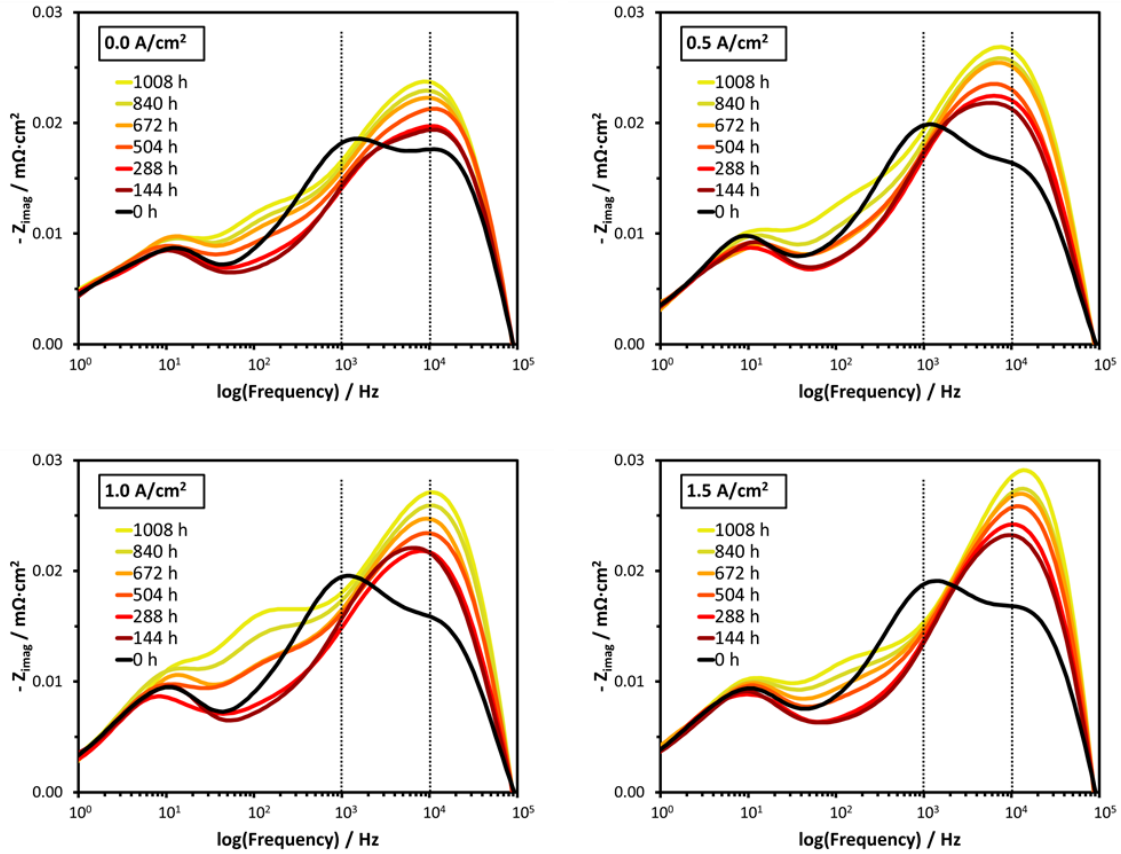 0.03
0.02
0.01
0.00
- Z_imag / mΩ·cm²
0.0 A/cm²
1008 h
840 h
672 h
504 h
288 h
144 h
0 h
10⁰ 10¹ 10² 10³ 10⁴ 10⁵
log(Frequency) / Hz
0.03
0.02
0.01
0.00
- Z_imag / mΩ·cm²
0.5 A/cm²
1008 h
840 h
672 h
504 h
288 h
144 h
0 h
10⁰ 10¹ 10² 10³ 10⁴ 10⁵
log(Frequency) / Hz
0.03
0.02
0.01
0.00
- Z_imag / mΩ·cm²
1.0 A/cm²
1008 h
840 h
672 h
504 h
288 h
144 h
0 h
10⁰ 10¹ 10² 10³ 10⁴ 10⁵
log(Frequency) / Hz
0.03
0.02
0.01
0.00
- Z_imag / mΩ·cm²
1.5 A/cm²
1008 h
840 h
672 h
504 h
288 h
144 h
0 h
10⁰ 10¹ 10² 10³ 10⁴ 10⁵
log(Frequency) / Hz